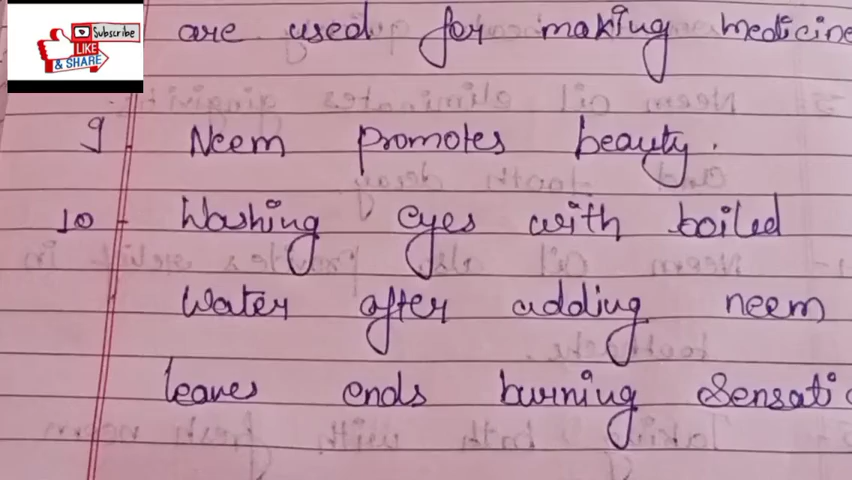 Subscribe
LIKE
& SHARE
are used for making medicine
9 Neem promotes beauty.
10 - Washing eyes with boiled
Water after adding neem
leaves ends burning Sensatio